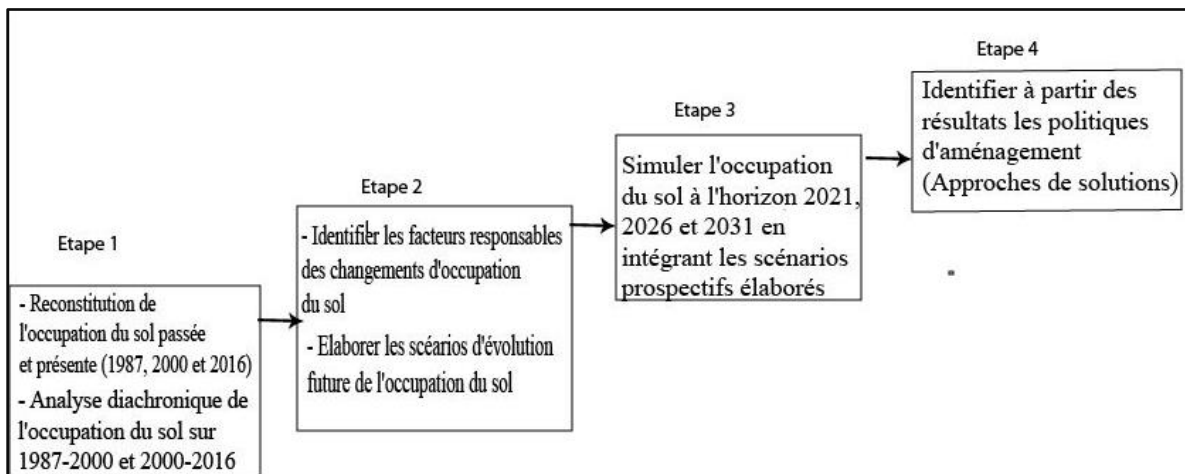 Etape 1
- Reconstitution de
l'occupation du sol passée
et présente (1987, 2000 et 2016)
- Analyse diachronique de
l'occupation du sol sur
1987-2000 et 2000-2016
Etape 2
- Identifier les facteurs responsables
des changements d'occupation
du sol
- Elaborer les scéarios d'évolution
future de l'occupation du sol
Etape 3
Simuler l'occupation
du sol à l'horizon 2021,
2026 et 2031 en
intégrant les scénarios
prospectifs élaborés
Etape 4
Identifier à partir des
résultats les politiques
d'aménagement
(Approches de solutions)